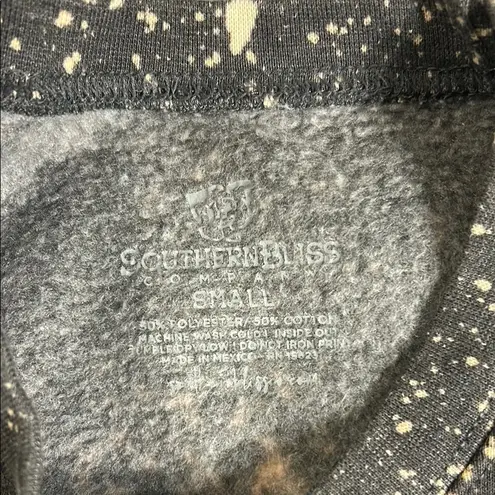 SOUTHERN BLISS
COMPANY
SMALL
50% POLYESTER/ 50% COTTON
MACHINE WASH COLD | INSIDE OUT
DRY LOW | DO NOT IRON PRINT
MADE IN MEXICO • RN